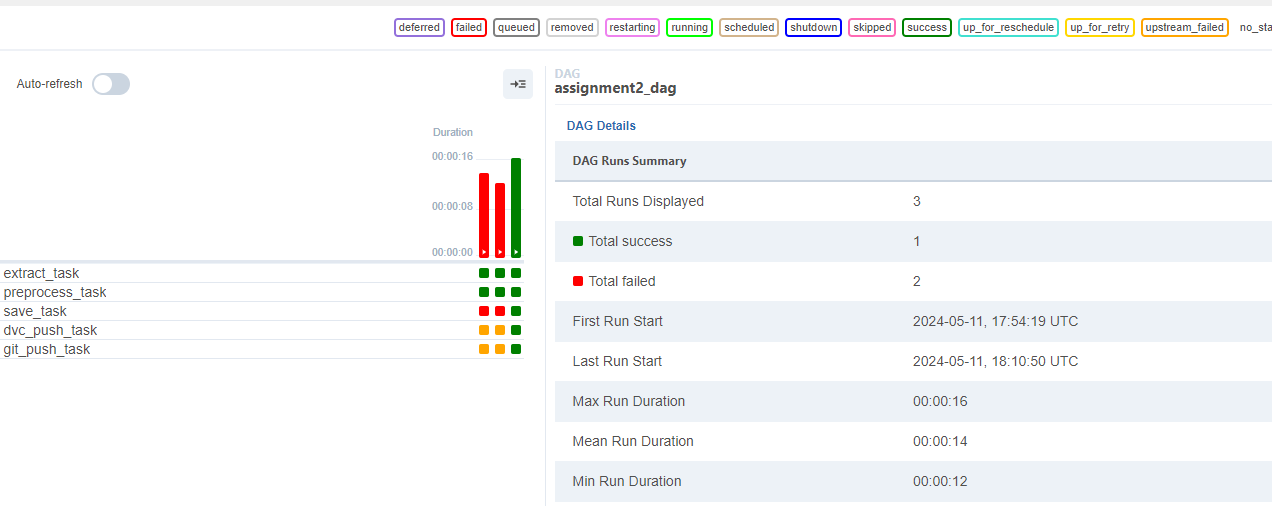 deferred failed queued removed restarting running scheduled shutdown skipped success up_for_reschedule up_for_retry upstream_failed no_sta
Auto-refresh
DAG
assignment2_dag
DAG Details
Duration
00:00:16
00:00:08
00:00:00
extract_task
preprocess_task
save_task
dvc_push_task
git_push_task
DAG Runs Summary
Total Runs Displayed 3
Total success 1
Total failed 2
First Run Start 2024-05-11, 17:54:19 UTC
Last Run Start 2024-05-11, 18:10:50 UTC
Max Run Duration 00:00:16
Mean Run Duration 00:00:14
Min Run Duration 00:00:12